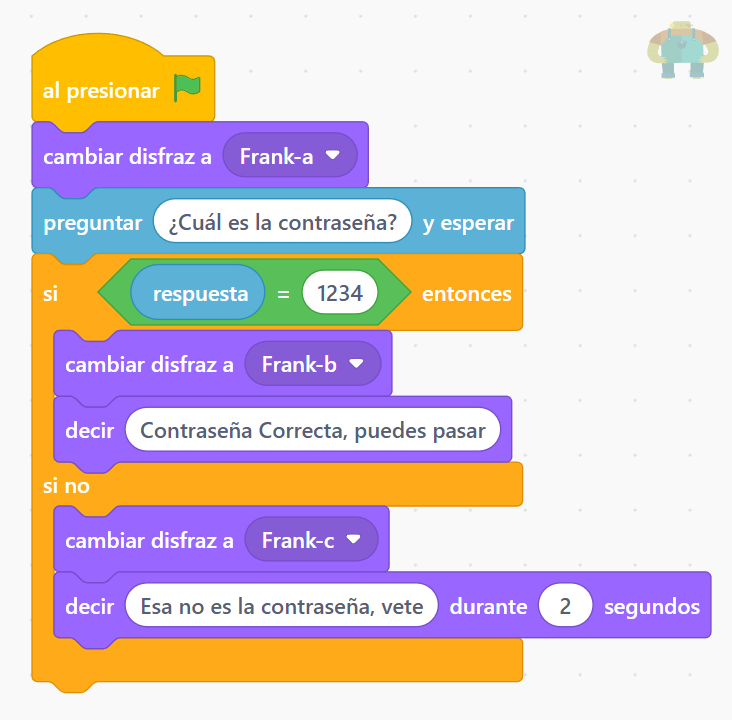 al presionar
cambiar disfraz a Frank-a
preguntar ¿Cuál es la contraseña? y esperar
si respuesta = 1234 entonces
cambiar disfraz a Frank-b
decir Contraseña Correcta, puedes pasar
si no
cambiar disfraz a Frank-c
decir Esa no es la contraseña, vete durante 2 segundos